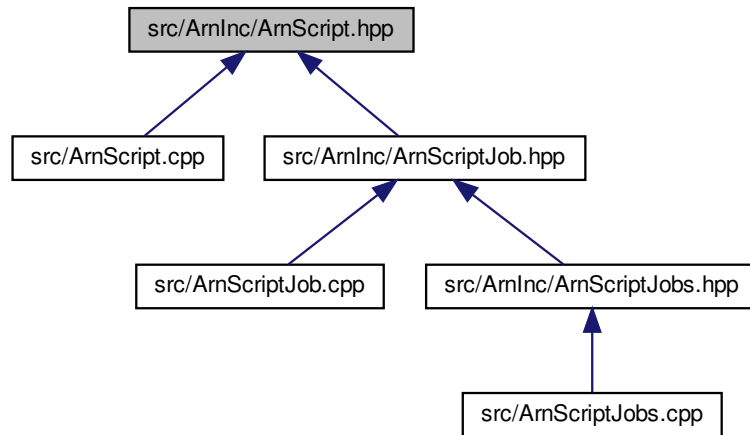 src/ArnInc/ArnScript.hpp
src/ArnScript.cpp
src/ArnInc/ArnScriptJob.hpp
src/ArnScriptJob.cpp
src/ArnInc/ArnScriptJobs.hpp
src/ArnScriptJobs.cpp